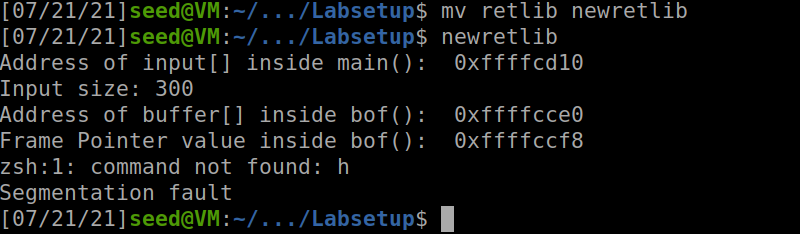 [07/21/21]seed@VM:~/.../Labsetup$ mv retlib newretlib
[07/21/21]seed@VM:~/.../Labsetup$ newretlib
Address of input[] inside main():  0xffffcd10
Input size: 300
Address of buffer[] inside bof():  0xffffcce0
Frame Pointer value inside bof():  0xffffccf8
zsh:1: command not found: h
Segmentation fault
[07/21/21]seed@VM:~/.../Labsetup$